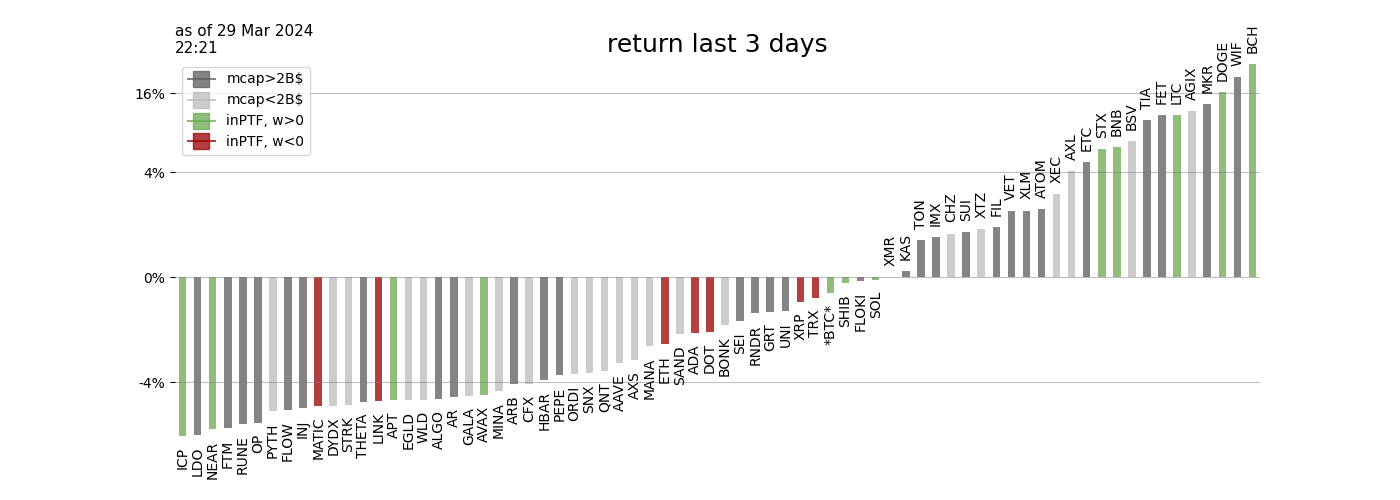 as of 29 Mar 2024
22:21
return last 3 days
mcap>2B$
mcap<2B$
inPTF, w>0
inPTF, w<0
16%
4%
0%
-4%
ICP
LDO
NEAR
FTM
RUNE
OP
PYTH
FLOW
INJ
MATIC
DYDX
STRK
THETA
LINK
APT
EGLD
WLD
ALGO
AR
GALA
AVAX
MINA
ARB
CFX
HBAR
PEPE
ORDI
SNX
QNT
AAVE
AXS
MANA
ETH
SAND
ADA
DOT
BONK
SEI
RNDR
GRT
UNI
XRP
TRX
*BTC*
SHIB
FLOKI
SOL
XMR
KAS
TON
IMX
CHZ
SUI
XTZ
FIL
VET
XLM
ATOM
XEC
AXL
ETC
STX
BNB
BSV
TIA
FET
LTC
AGIX
MKR
DOGE
WIF
BCH